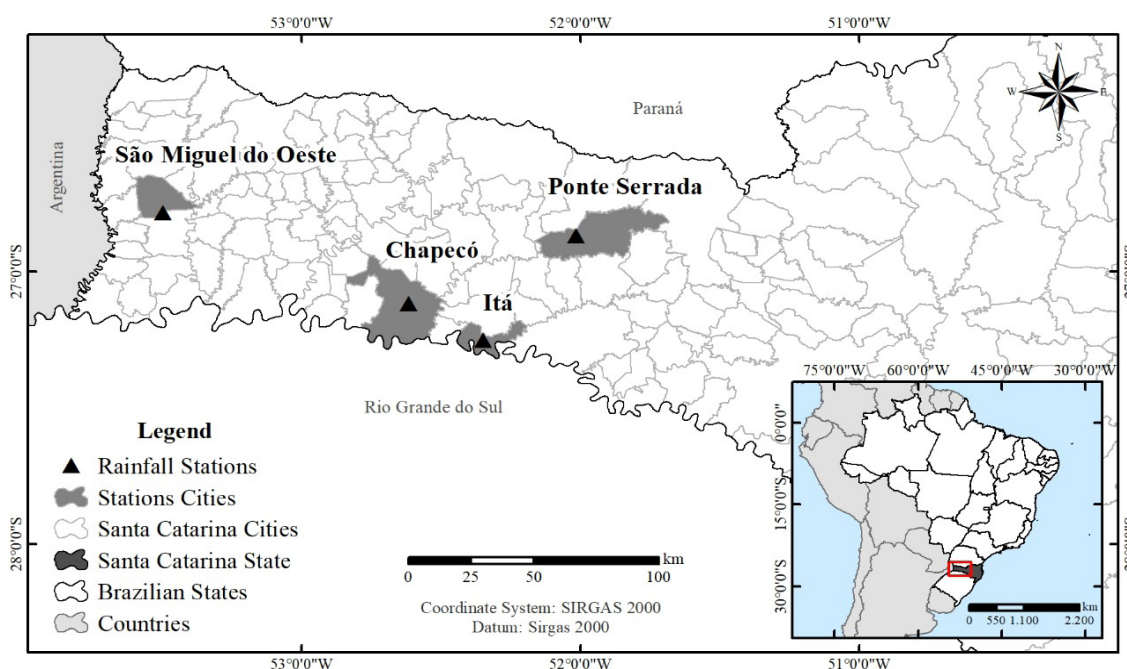 53°0'0"W 52°0'0"W 51°0'0"W
N
W E
S
Paraná
Argentina
São Miguel do Oeste
Ponte Serrada
Chapecó
Itá
27°0'0"S
Rio Grande do Sul
Legend
Rainfall Stations
Stations Cities
Santa Catarina Cities
Santa Catarina State
Brazilian States
Countries
28°0'0"S
km
0 25 50 100
Coordinate System: SIRGAS 2000
Datum: Sirgas 2000
75°0'0"W 60°0'0"W 45°0'0"W 30°0'0"W
0°0'0"
15°0'0"S
30°0'0"S
km
0 550 1.100 2.200
53°0'0"W 52°0'0"W 51°0'0"W